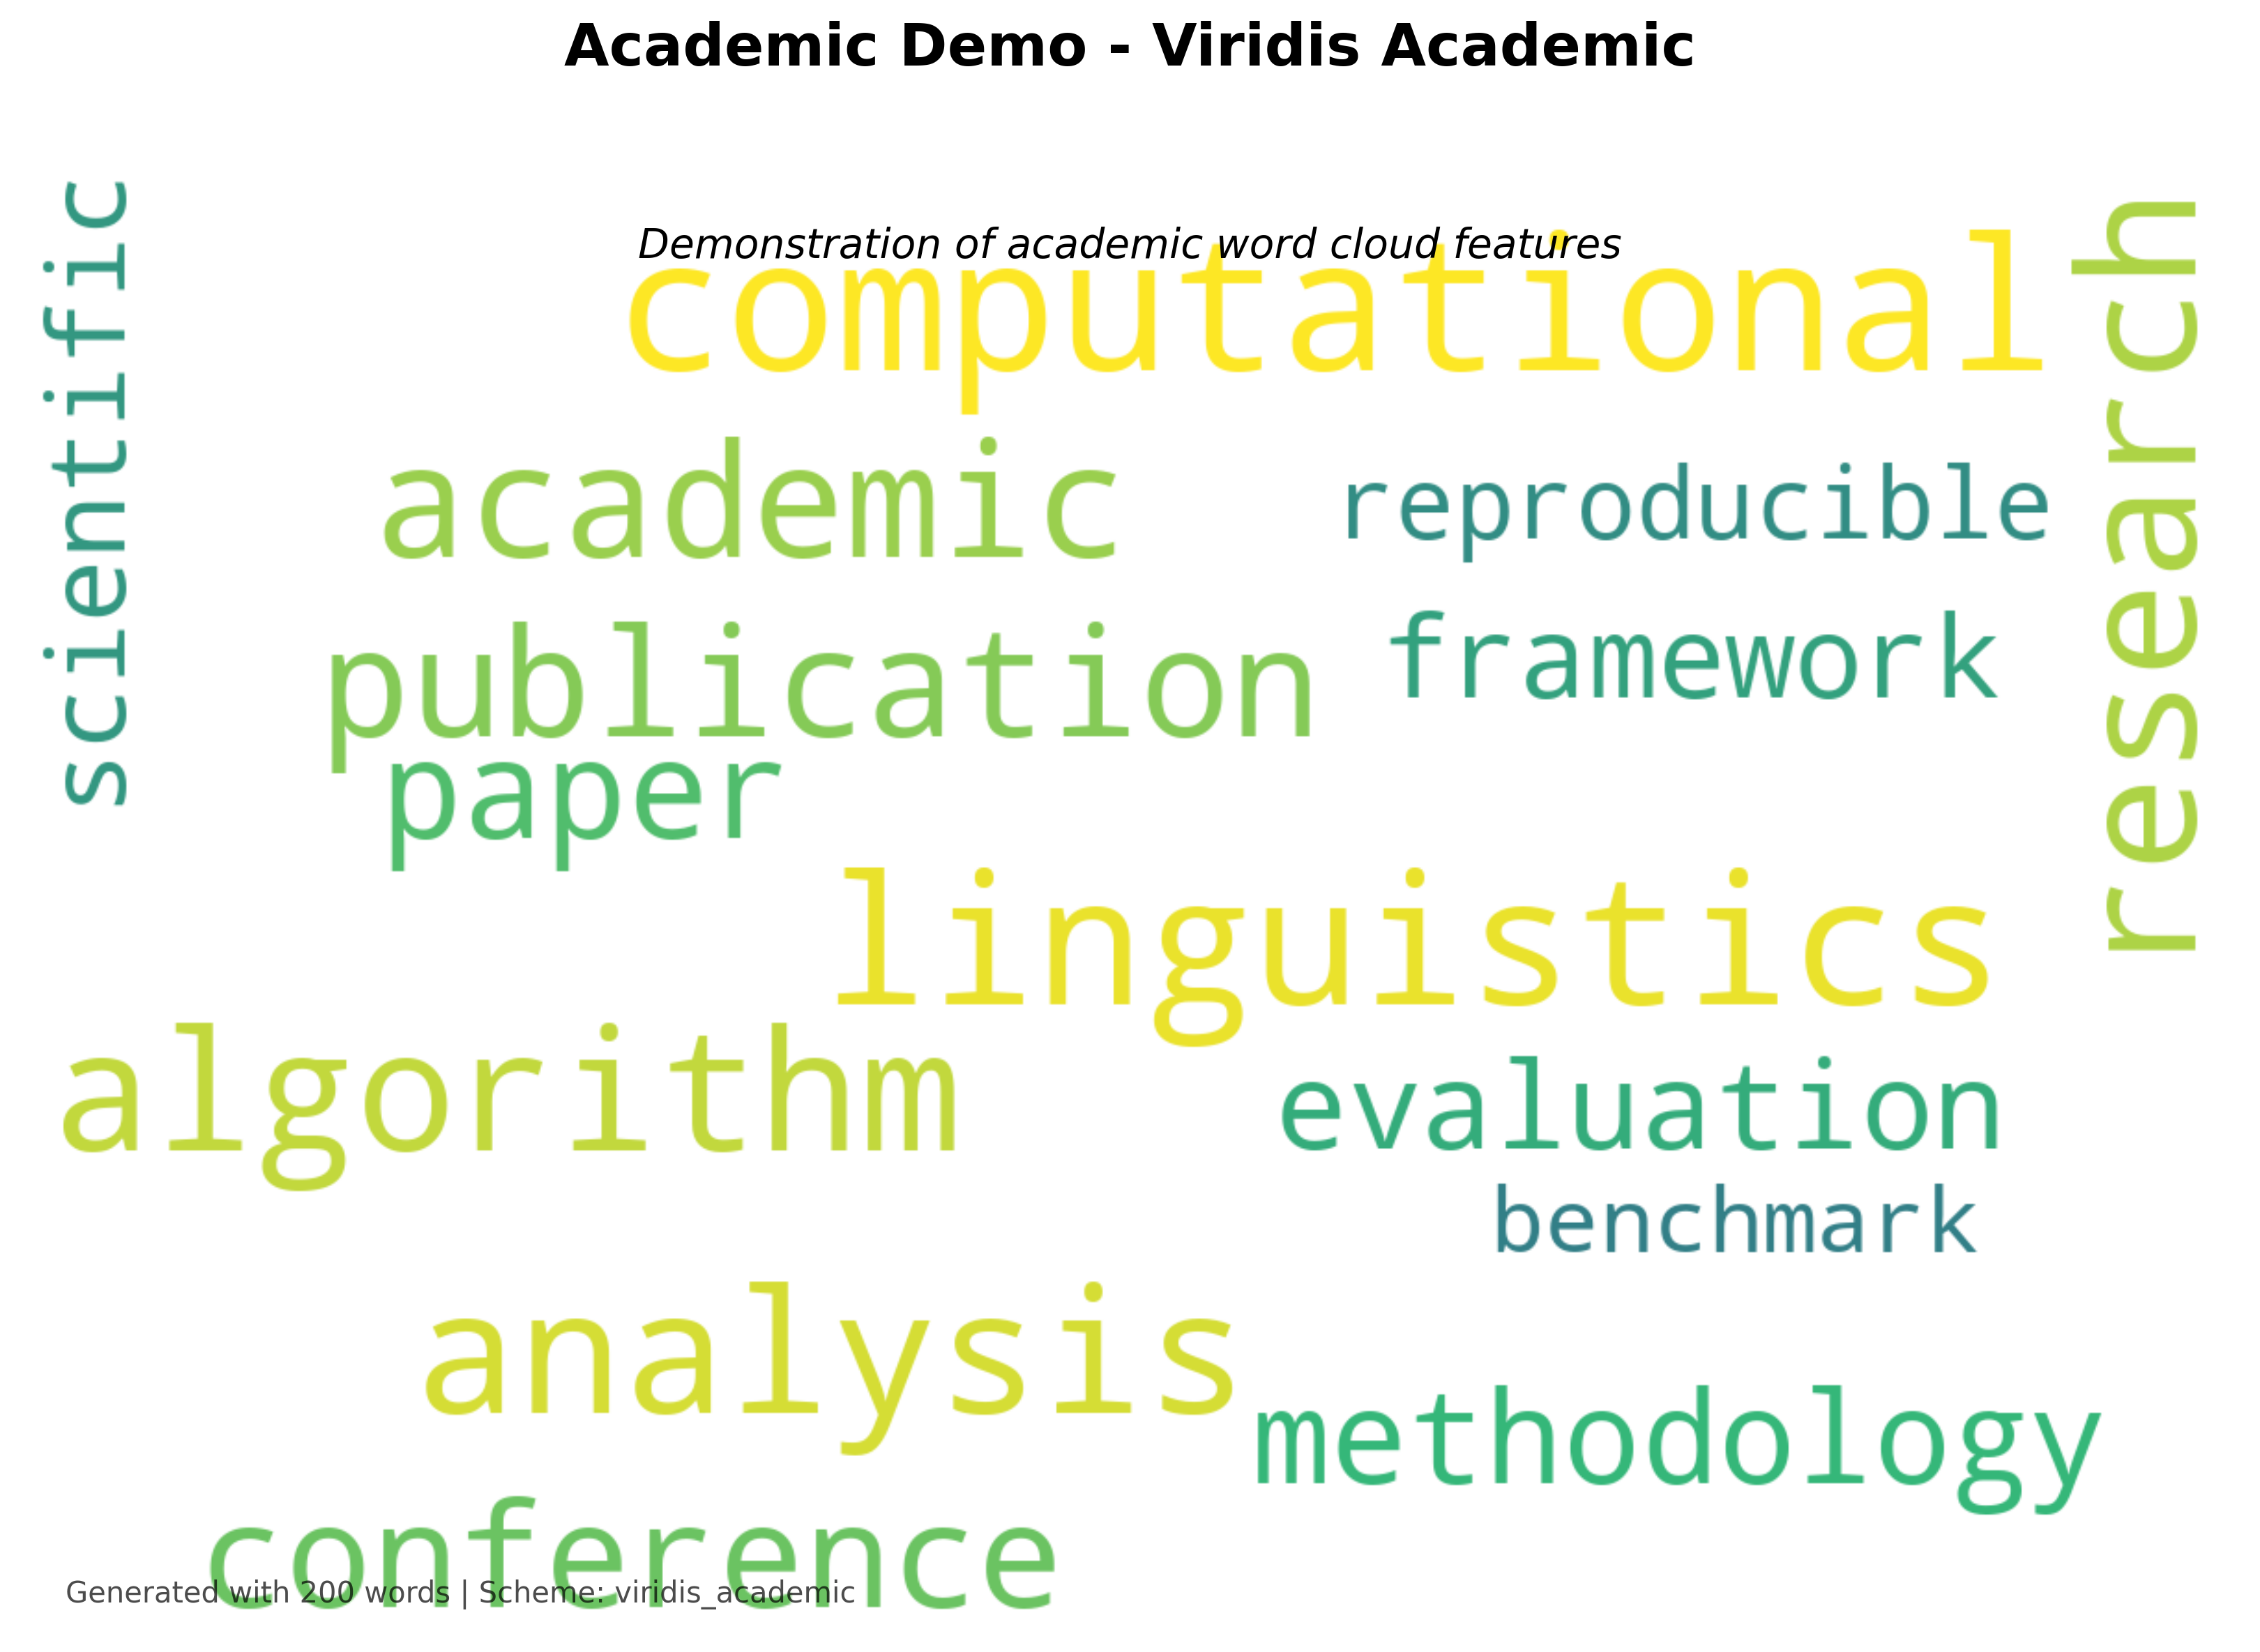 Academic Demo - Viridis Academic
Demonstration of academic word cloud features
computational
scientific
research
academic
reproducible
publication
framework
paper
linguistics
algorithm
evaluation
benchmark
analysis
methodology
conference
Generated with 200 words | Scheme: viridis_academic